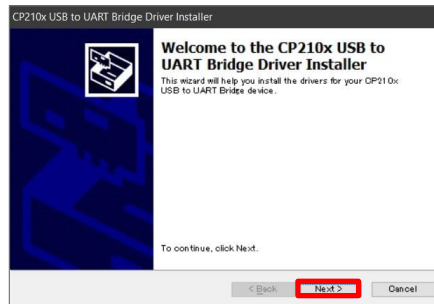 CP210x USB to UART Bridge Driver Installer
Welcome to the CP210x USB to
UART Bridge Driver Installer
This wizard will help you install the drivers for your CP210x
USB to UART Bridge device.
To continue, click Next.
< Back
Next >
Cancel